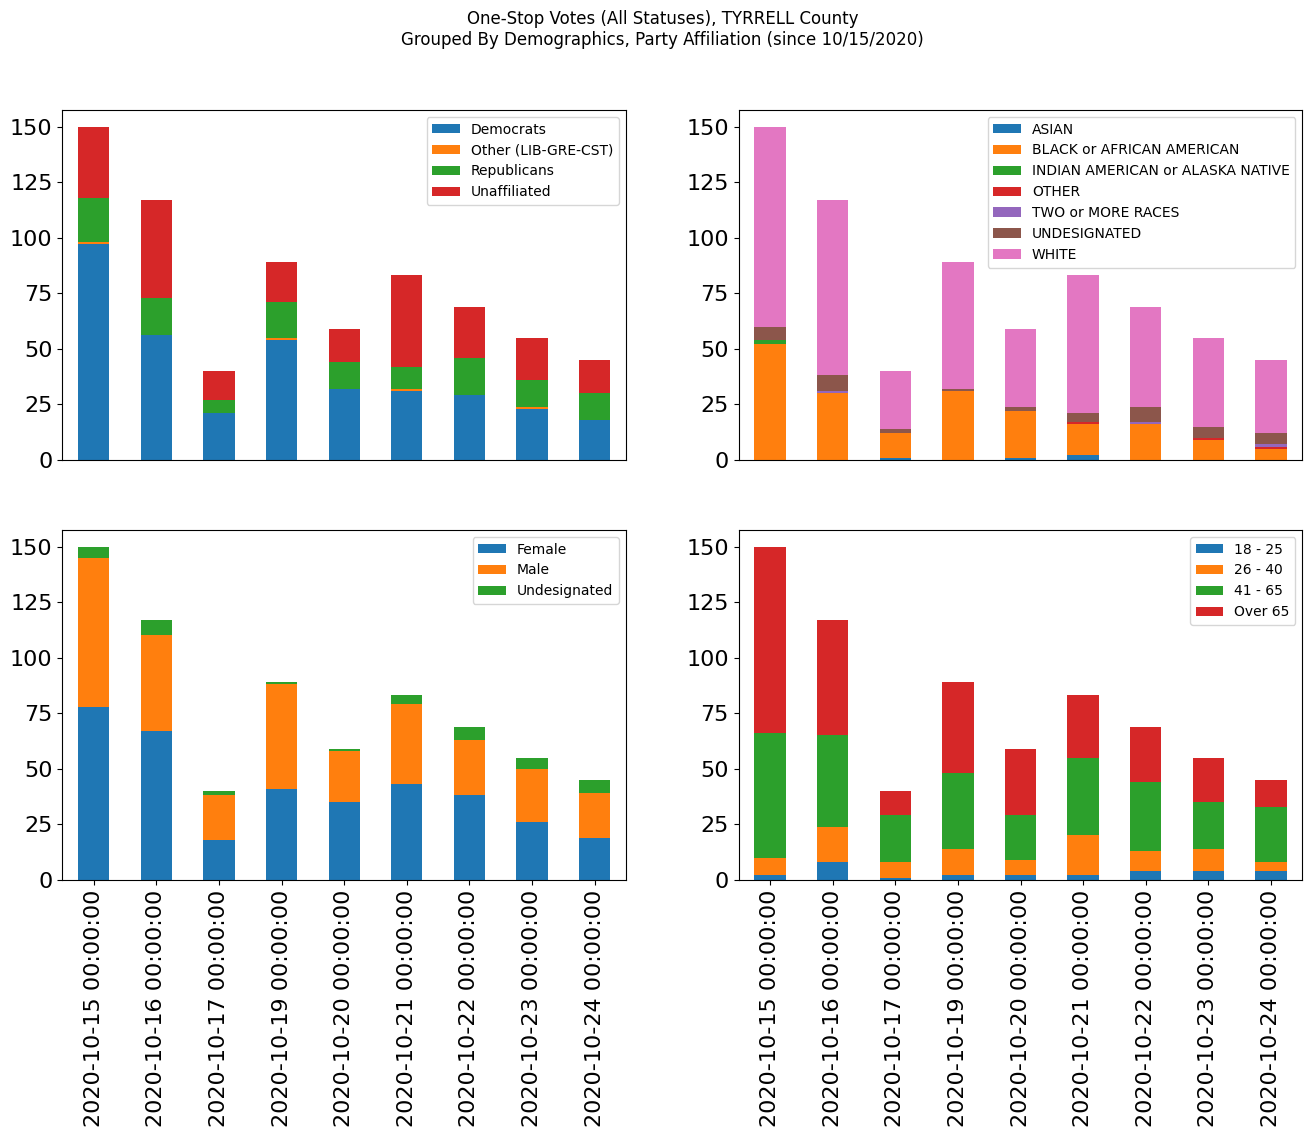 One-Stop Votes (All Statuses), TYRRELL County
Grouped By Demographics, Party Affiliation (since 10/15/2020)
150
125
100
75
50
25
0
Democrats
Other (LIB-GRE-CST)
Republicans
Unaffiliated
150
125
100
75
50
25
0
ASIAN
BLACK or AFRICAN AMERICAN
INDIAN AMERICAN or ALASKA NATIVE
OTHER
TWO or MORE RACES
UNDESIGNATED
WHITE
150
125
100
75
50
25
0
Female
Male
Undesignated
2020-10-15 00:00:00
2020-10-16 00:00:00
2020-10-17 00:00:00
2020-10-19 00:00:00
2020-10-20 00:00:00
2020-10-21 00:00:00
2020-10-22 00:00:00
2020-10-23 00:00:00
2020-10-24 00:00:00
150
125
100
75
50
25
0
18 - 25
26 - 40
41 - 65
Over 65
2020-10-15 00:00:00
2020-10-16 00:00:00
2020-10-17 00:00:00
2020-10-19 00:00:00
2020-10-20 00:00:00
2020-10-21 00:00:00
2020-10-22 00:00:00
2020-10-23 00:00:00
2020-10-24 00:00:00